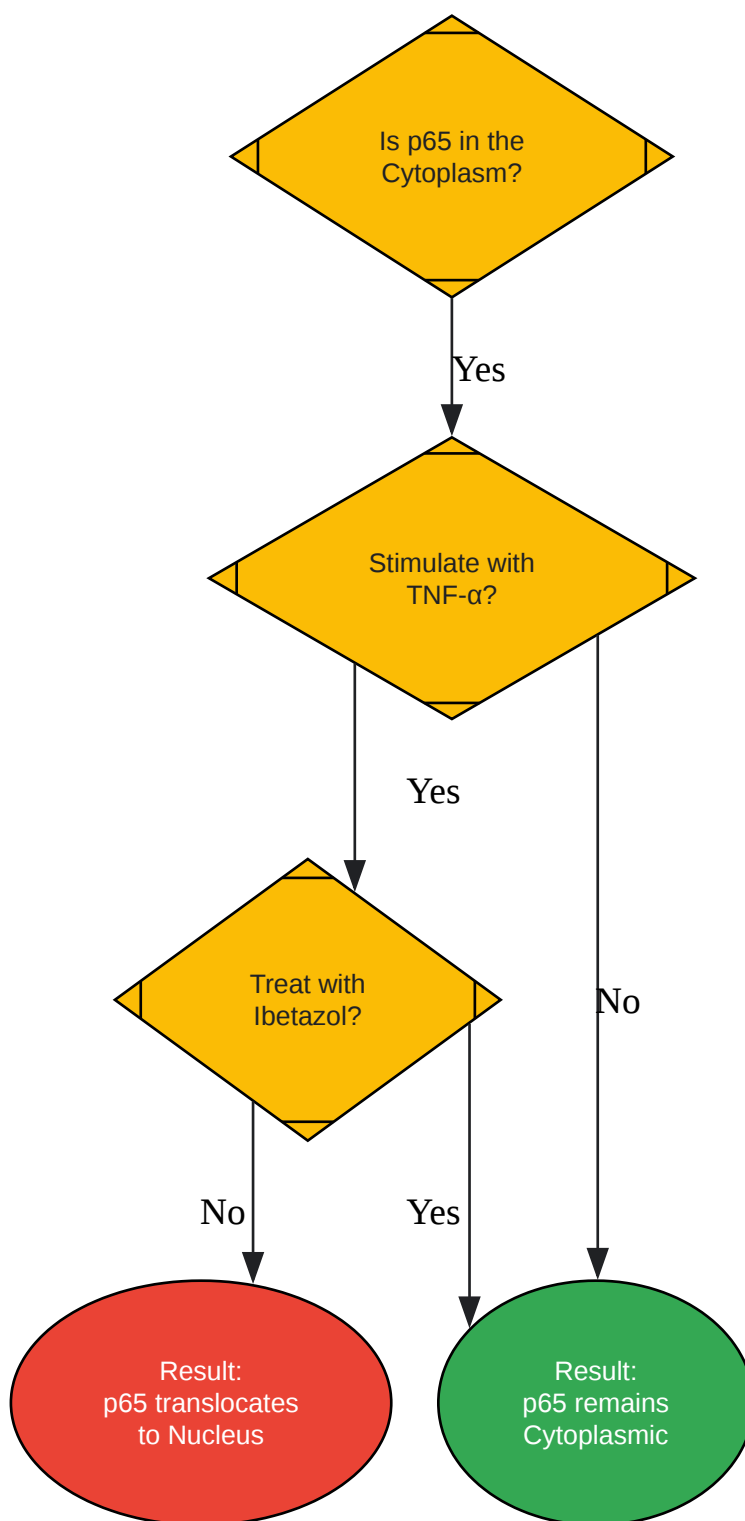 Is p65 in the
Cytoplasm?
Yes
Stimulate with
TNF-α?
Yes
Treat with
Ibetazol?
No
No
Yes
Result:
p65 translocates
to Nucleus
Result:
p65 remains
Cytoplasmic